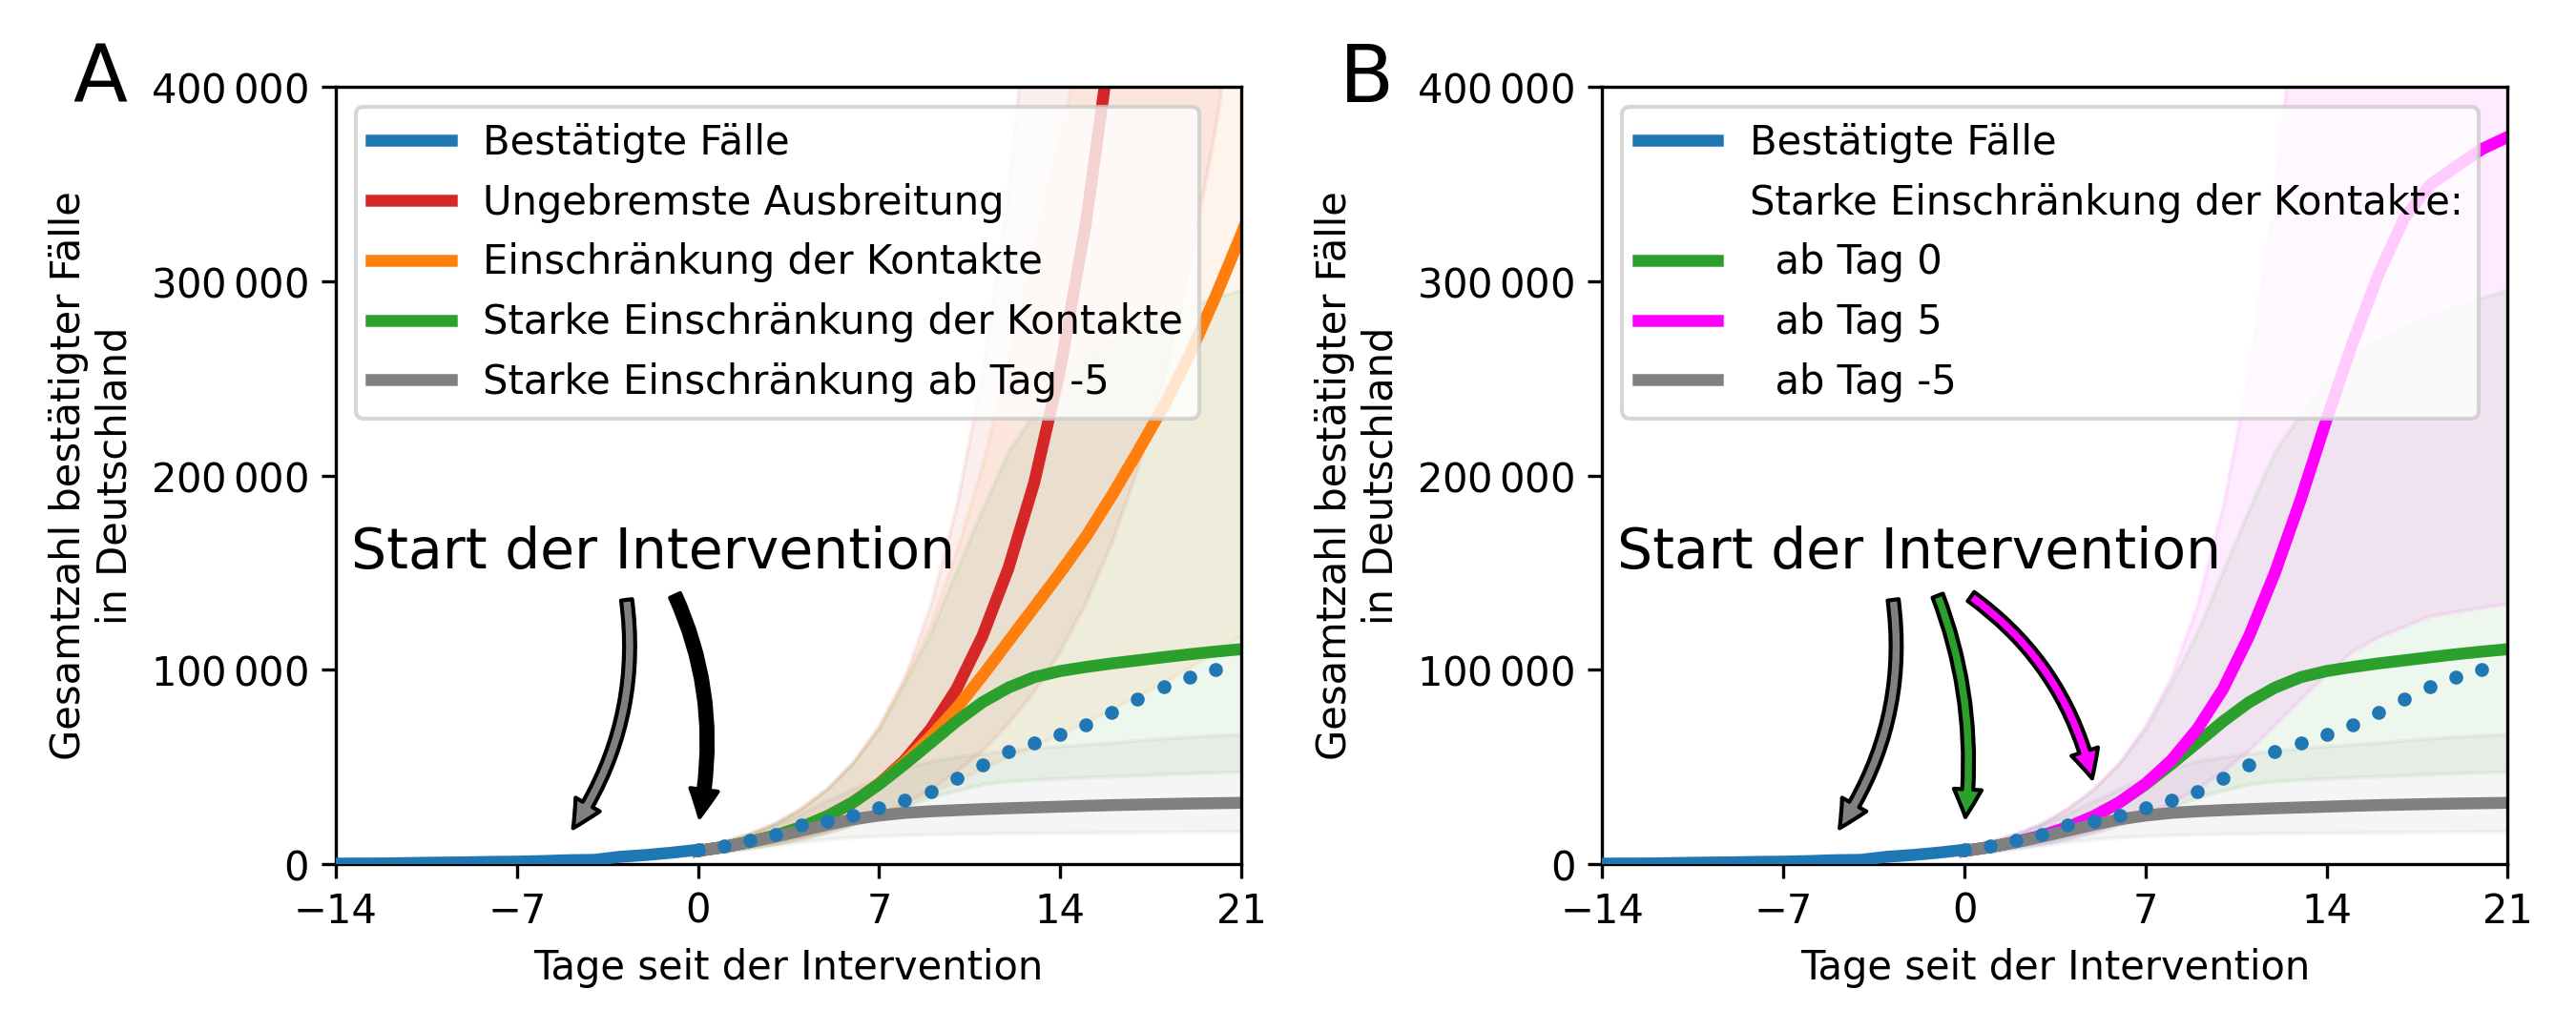 A
400 000
300 000
200 000
100 000
0
Gesamtzahl bestätigter Fälle
in Deutschland
Bestätigte Fälle
Ungebremste Ausbreitung
Einschränkung der Kontakte
Starke Einschränkung der Kontakte
Starke Einschränkung ab Tag -5
Start der Intervention
−14 −7 0 7 14 21
Tage seit der Intervention
B
400 000
300 000
200 000
100 000
0
Gesamtzahl bestätigter Fälle
in Deutschland
Bestätigte Fälle
Starke Einschränkung der Kontakte:
ab Tag 0
ab Tag 5
ab Tag -5
Start der Intervention
−14 −7 0 7 14 21
Tage seit der Intervention